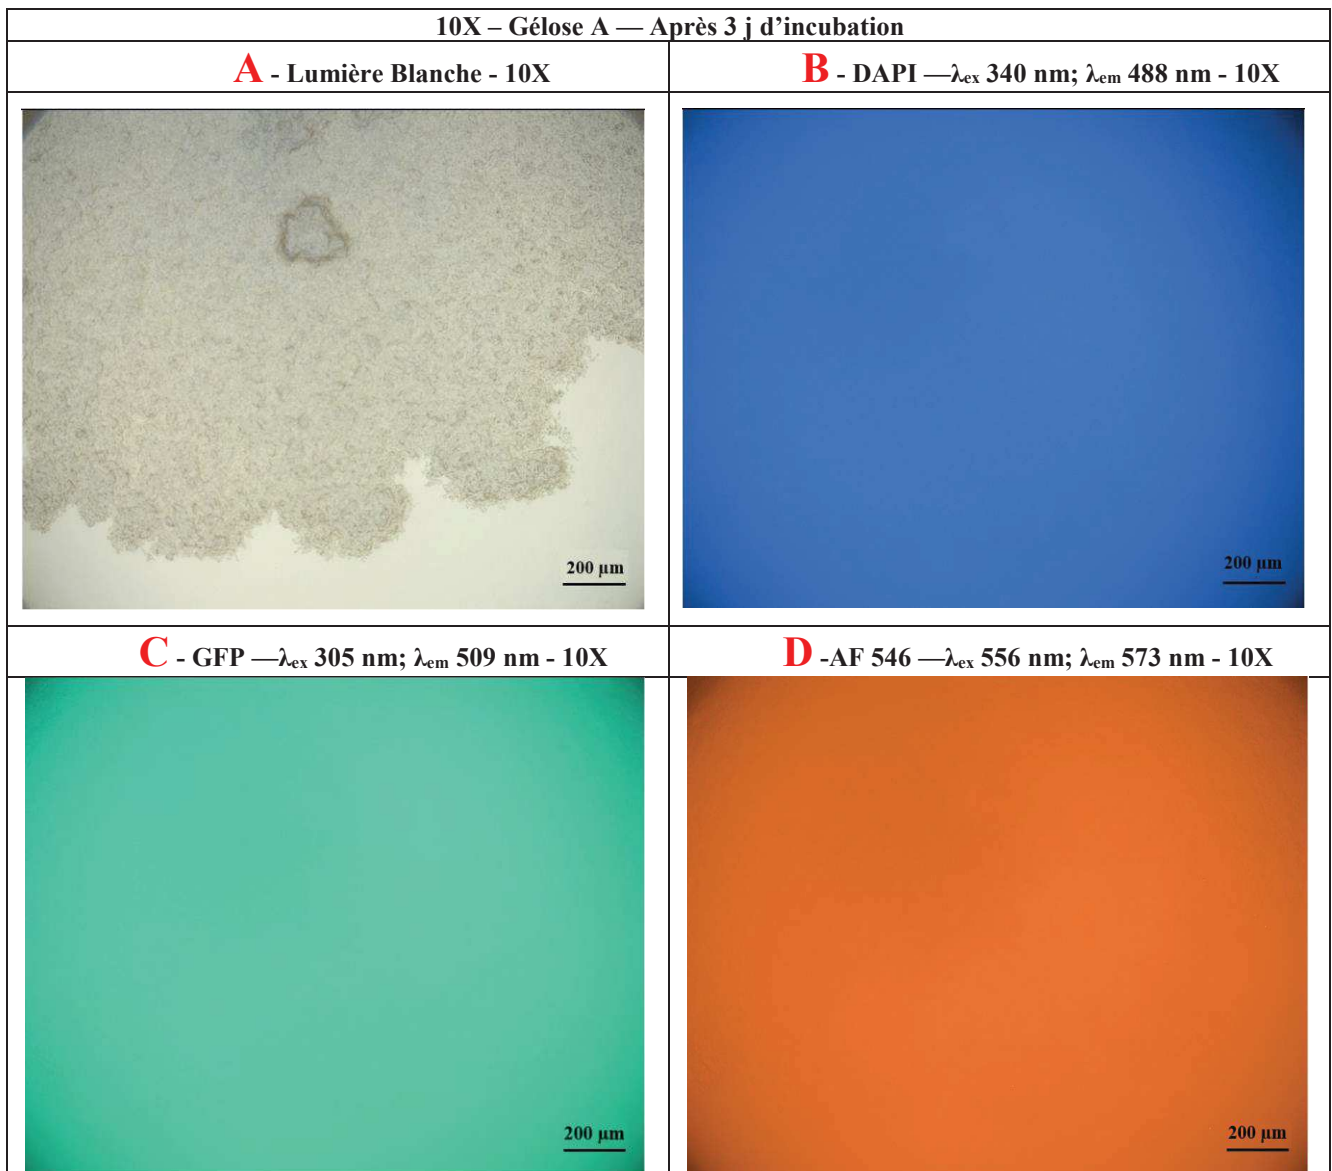 10X – Gélose A — Après 3 j d’incubation
A - Lumière Blanche - 10X
B - DAPI —λex 340 nm; λem 488 nm - 10X
200 µm
200 µm
C - GFP —λex 305 nm; λem 509 nm - 10X
D -AF 546 —λex 556 nm; λem 573 nm - 10X
200 µm
200 µm